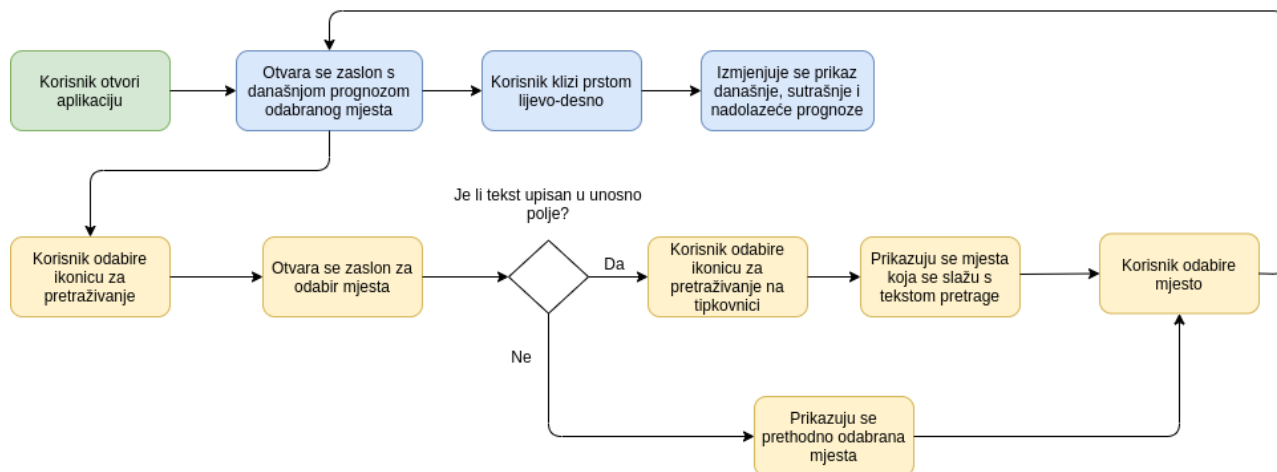 Korisnik otvori
aplikaciju
Otvara se zaslon s
današnjom prognozom
odabranog mjesta
Korisnik klizi prstom
lijevo-desno
Izmjenjuje se prikaz
današnje, sutrašnje i
nadolazeće prognoze
Je li tekst upisan u unosno
polje?
Korisnik odabire
ikonicu za
pretraživanje
Otvara se zaslon za
odabir mjesta
Da
Korisnik odabire
ikonicu za
pretraživanje na
tipkovnici
Prikazuju se mjesta
koja se slažu s
tekstom pretrage
Korisnik odabire
mjesto
Ne
Prikazuju se
prethodno odabrana
mjesta